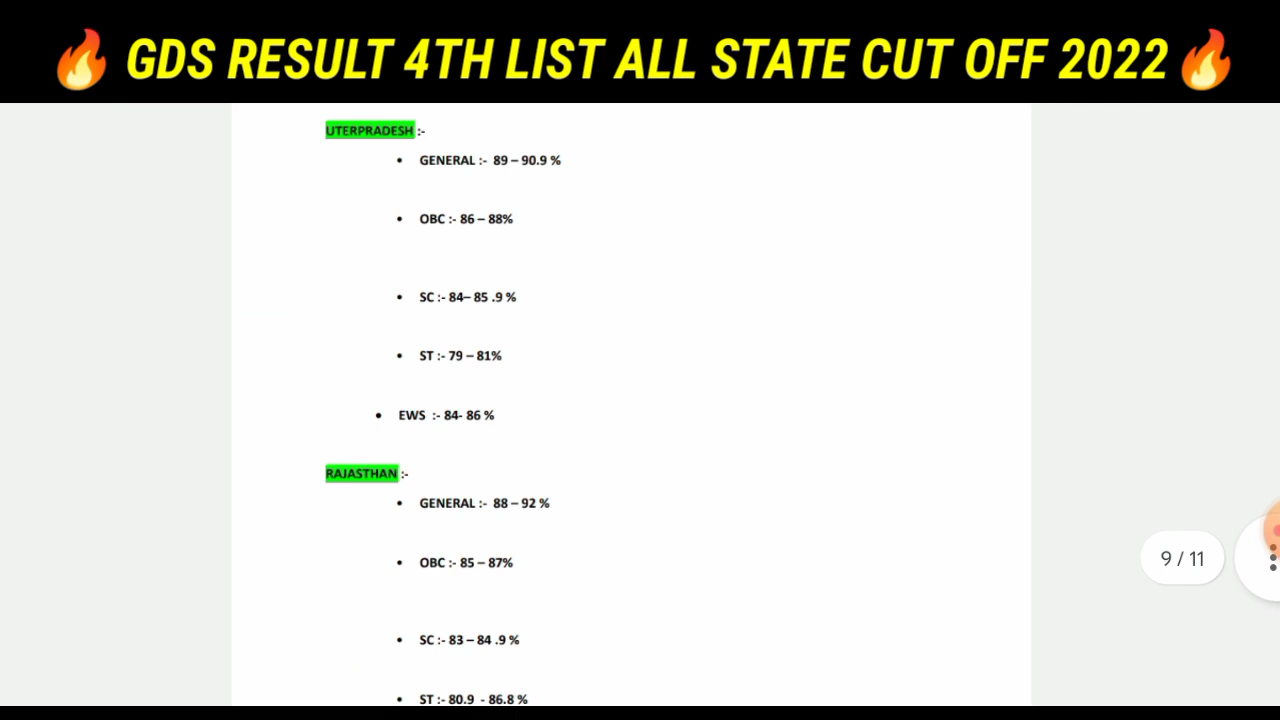 🔥 GDS RESULT 4TH LIST ALL STATE CUT OFF 2022 🔥
UTERPRADESH :-
• GENERAL :- 89 – 90.9 %
• OBC :- 86 – 88%
• SC :- 84– 85 .9 %
• ST :- 79 – 81%
• EWS :- 84- 86 %
RAJASTHAN :-
• GENERAL :- 88 – 92 %
• OBC :- 85 – 87%
• SC :- 83 – 84 .9 %
• ST :- 80.9 - 86.8 %
9 / 11